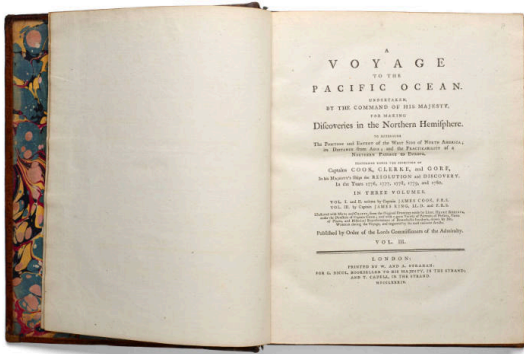 A
VOYAGE
TO THE
PACIFIC OCEAN.
UNDERTAKEN,
BY THE COMMAND OF HIS MAJESTY,
FOR MAKING
Discoveries in the Northern Hemisphere.
TO DETERMINE
The Position and Extent of the West Side of North America;
its Distance from Asia; and the Practicability of a
Northern Passage to Europe.
PERFORMED UNDER THE DIRECTION OF
Captains COOK, CLERKE, and GORE,
In his MAJESTY's Ships the RESOLUTION and DISCOVERY.
In the Years 1776, 1777, 1778, 1779, and 1780.
IN THREE VOLUMES.
VOL. I. and II. written by Captain JAMES COOK, F.R.S.
VOL. III. by Captain JAMES KING, LL.D. and F.R.S.
Published by Order of the Lords Commissioners of the Admiralty.
VOL. III.
LONDON:
PRINTED BY W. AND A. STRAHAN,
FOR G. NICOL, BOOKSELLER TO HIS MAJESTY, IN THE STRAND;
AND T. CADELL, IN THE STRAND.
MDCCLXXXIV.